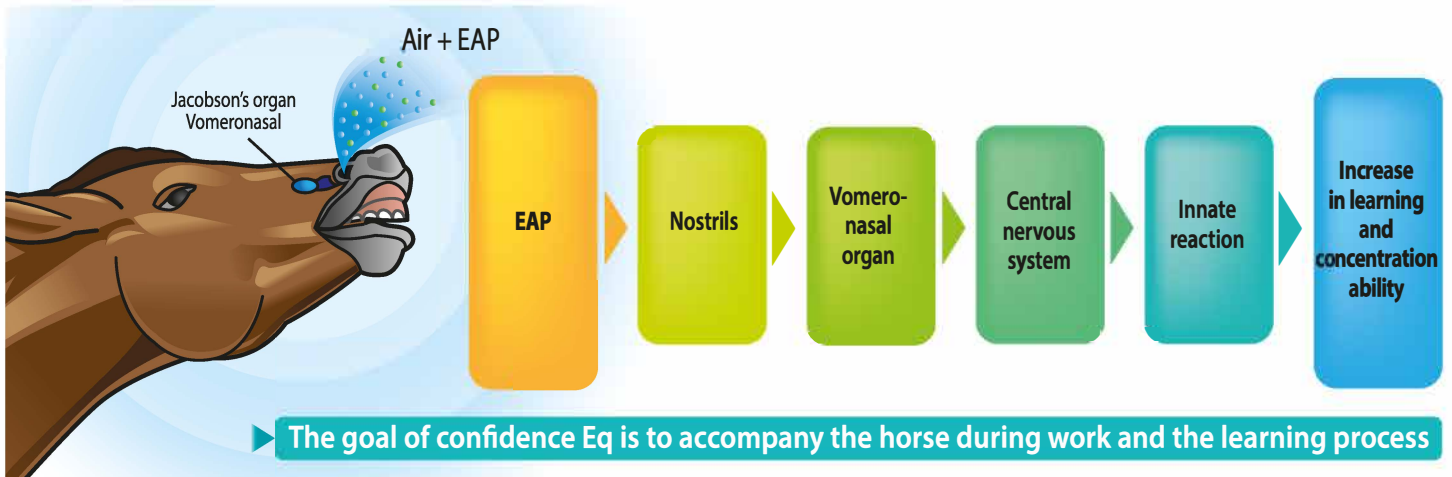 Air + EAP
Jacobson's organ
Vomeronasal
EAP
Nostrils
Vomero-
nasal
organ
Central
nervous
system
Innate
reaction
Increase
in learning
and
concentration
ability
The goal of confidence Eq is to accompany the horse during work and the learning process